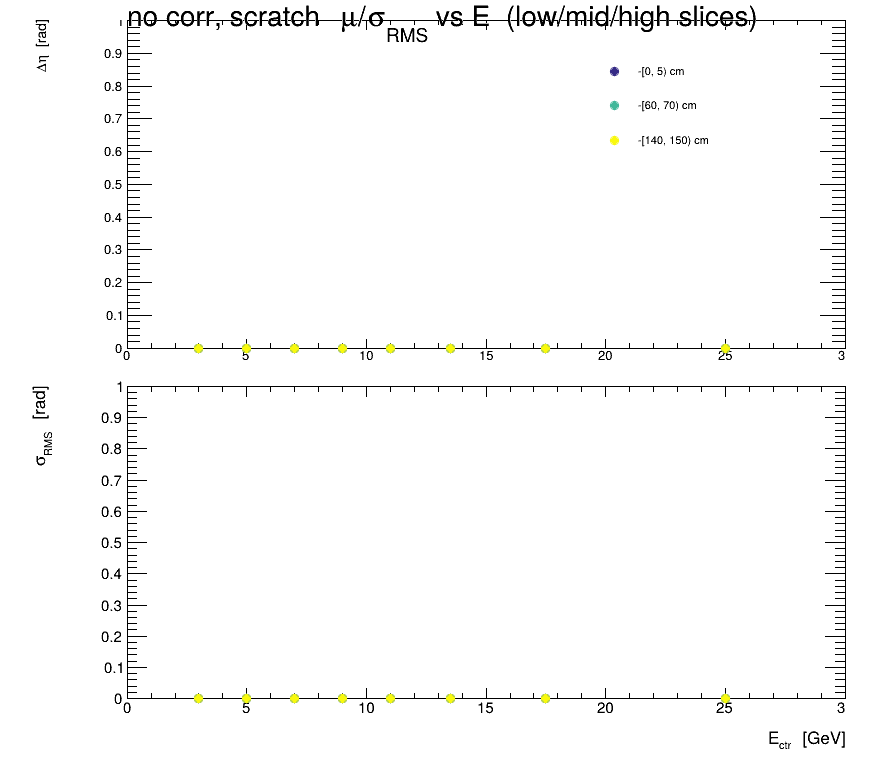 no corr, scratch μ/σ_RMS vs E (low/mid/high slices)
Δη [rad]
-[0, 5) cm
-[60, 70) cm
-[140, 150) cm
0.9
0.8
0.7
0.6
0.5
0.4
0.3
0.2
0.1
0
0 5 10 15 20 25 3
σ_RMS [rad]
1
0.9
0.8
0.7
0.6
0.5
0.4
0.3
0.2
0.1
0
0 5 10 15 20 25 3
E_ctr [GeV]